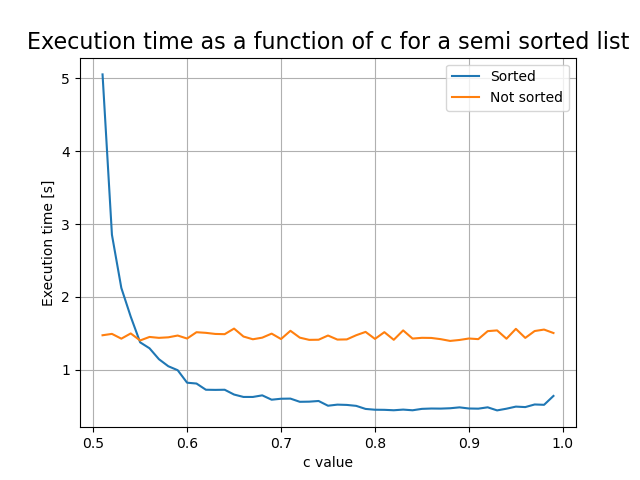 Execution time as a function of c for a semi sorted list
Sorted
Not sorted
5
4
3
2
1
Execution time [s]
0.5 0.6 0.7 0.8 0.9 1.0
c value